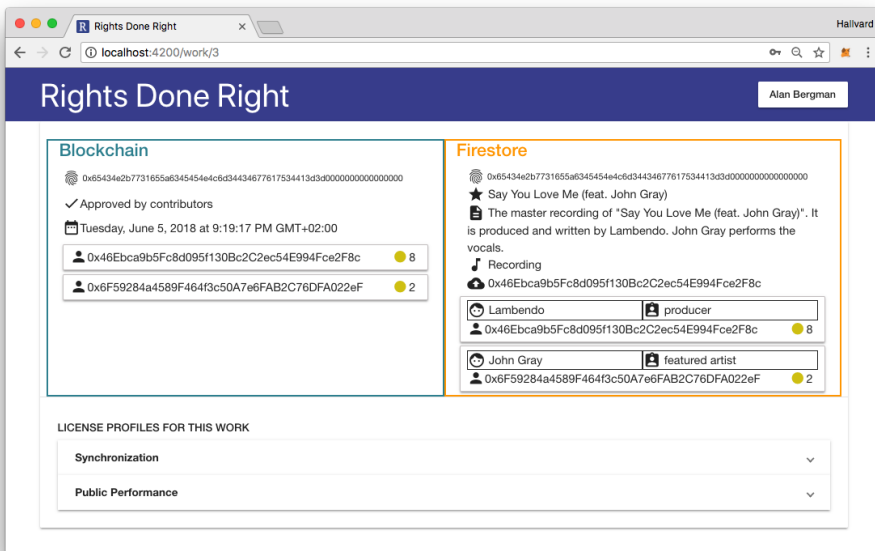 Rights Done Right
Hallvard
localhost:4200/work/3
Rights Done Right
Alan Bergman
Blockchain
0x65434e2b7731655a6345454e4c6d34434677617534413d3d0000000000000000
Approved by contributors
Tuesday, June 5, 2018 at 9:19:17 PM GMT+02:00
0x46Ebca9b5Fc8d095f130Bc2C2ec54E994Fce2F8c 8
0x6F59284a4589F464f3c50A7e6FAB2C76DFA022eF 2
Firestore
0x65434e2b7731655a6345454e4c6d34434677617534413d3d0000000000000000
Say You Love Me (feat. John Gray)
The master recording of "Say You Love Me (feat. John Gray)". It
is produced and written by Lambendo. John Gray performs the
vocals.
Recording
0x46Ebca9b5Fc8d095f130Bc2C2ec54E994Fce2F8c
Lambendo producer
0x46Ebca9b5Fc8d095f130Bc2C2ec54E994Fce2F8c 8
John Gray featured artist
0x6F59284a4589F464f3c50A7e6FAB2C76DFA022eF 2
LICENSE PROFILES FOR THIS WORK
Synchronization
Public Performance